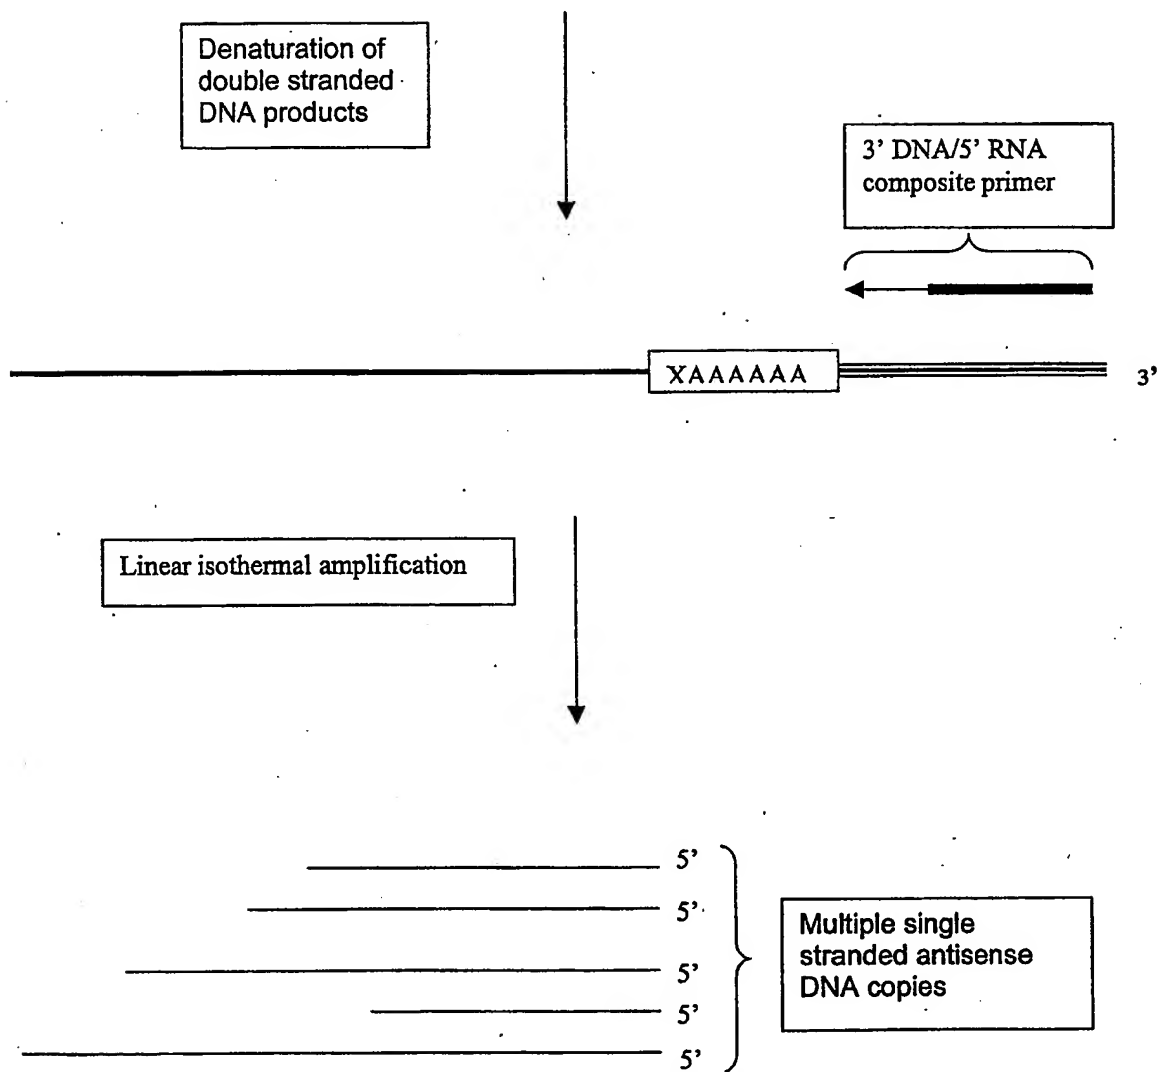 Denaturation of
double stranded
DNA products
3' DNA/5' RNA
composite primer
XAAAAAA
3'
Linear isothermal amplification
5'
5'
5'
5'
5'
Multiple single
stranded antisense
DNA copies